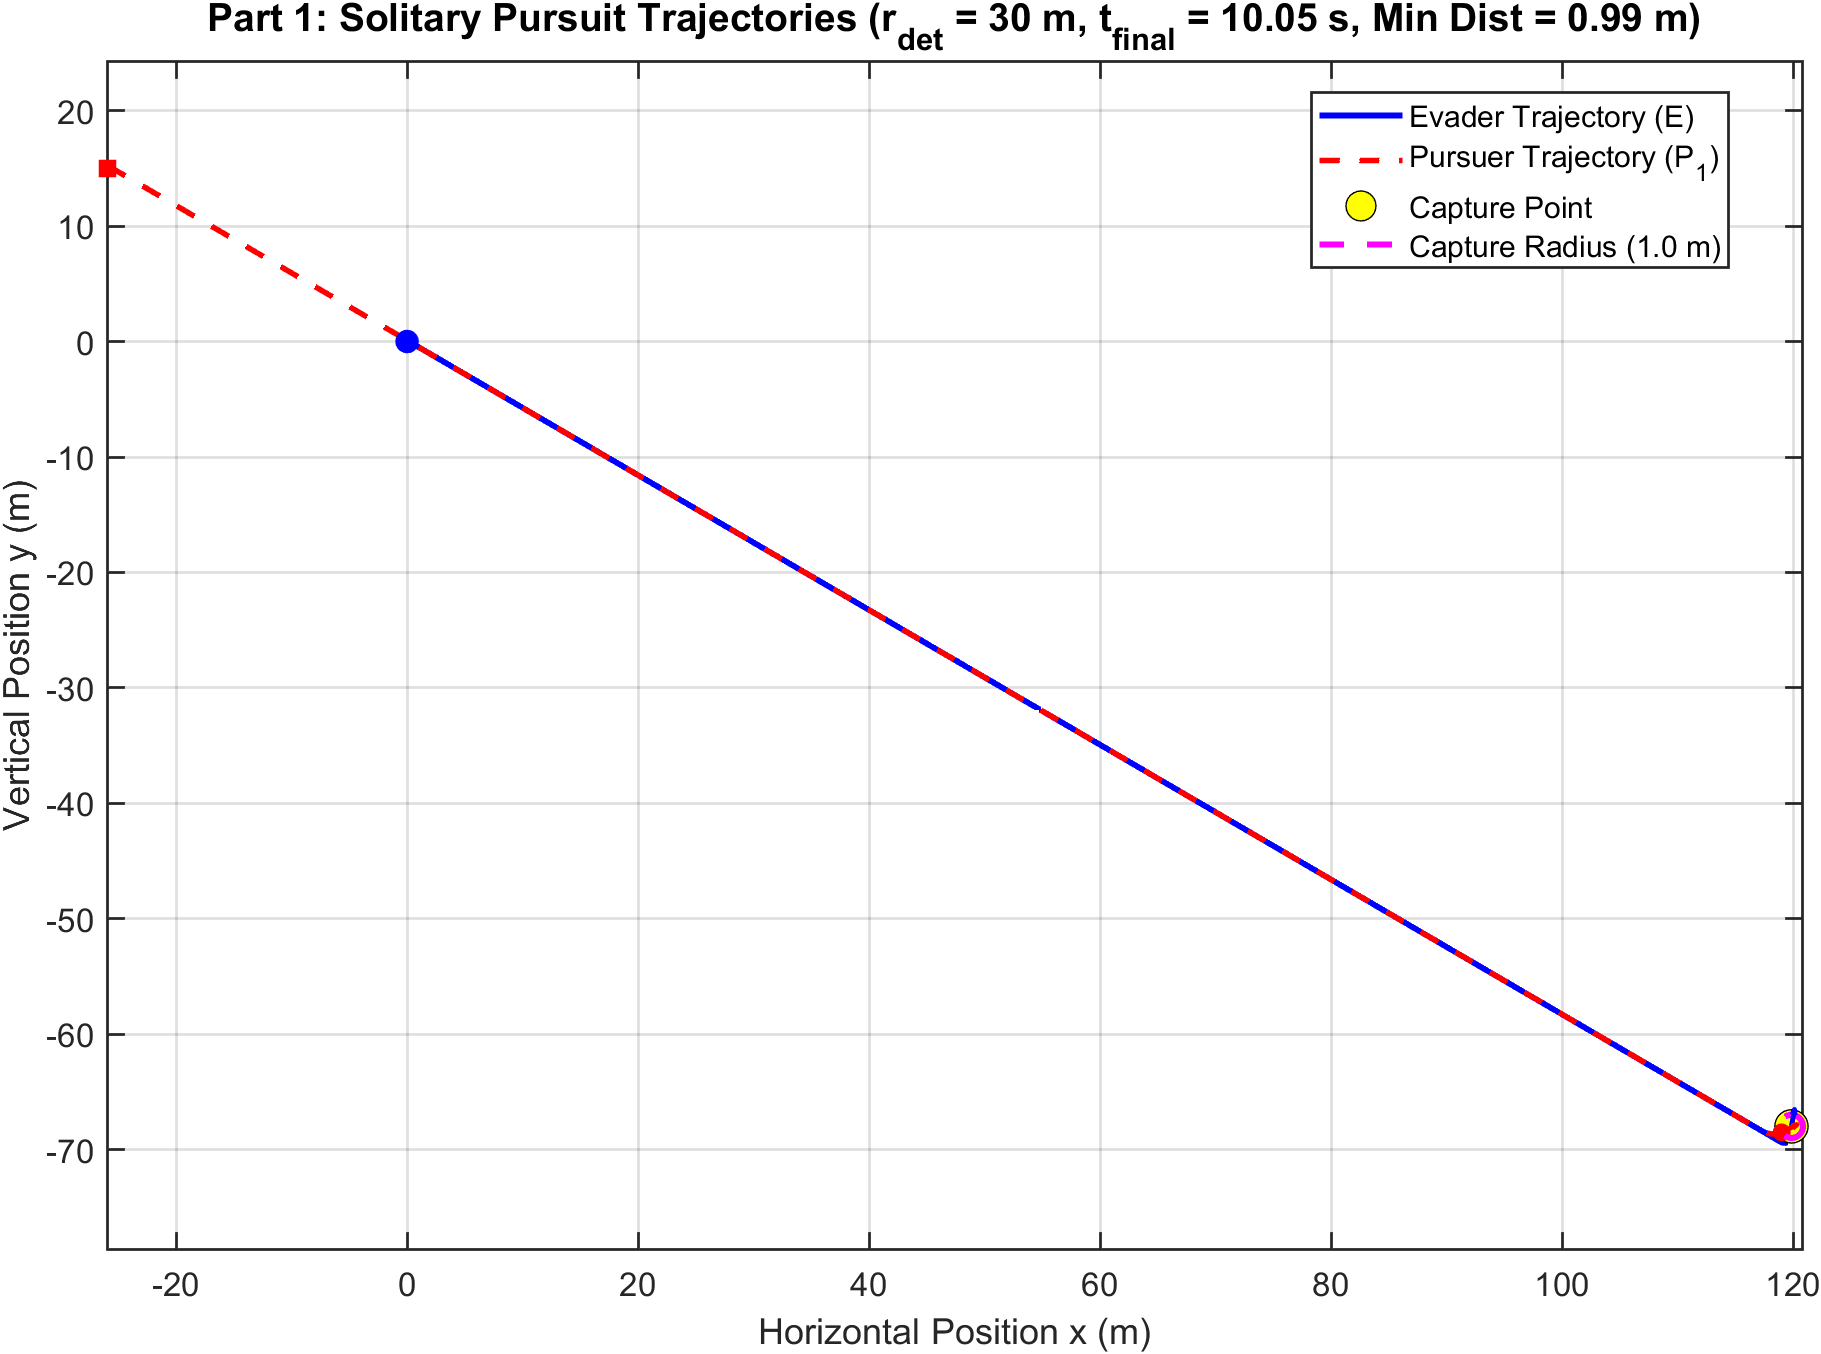 Part 1: Solitary Pursuit Trajectories (r_det = 30 m, t_final = 10.05 s, Min Dist = 0.99 m)
Evader Trajectory (E)
Pursuer Trajectory (P_1)
Capture Point
Capture Radius (1.0 m)
20
10
0
-10
-20
-30
-40
-50
-60
-70
Vertical Position y (m)
-20 0 20 40 60 80 100 120
Horizontal Position x (m)